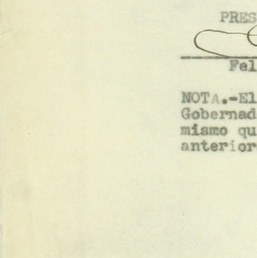 PRES
Fel
NOTA.-El
Gobernad
mismo qu
anterior